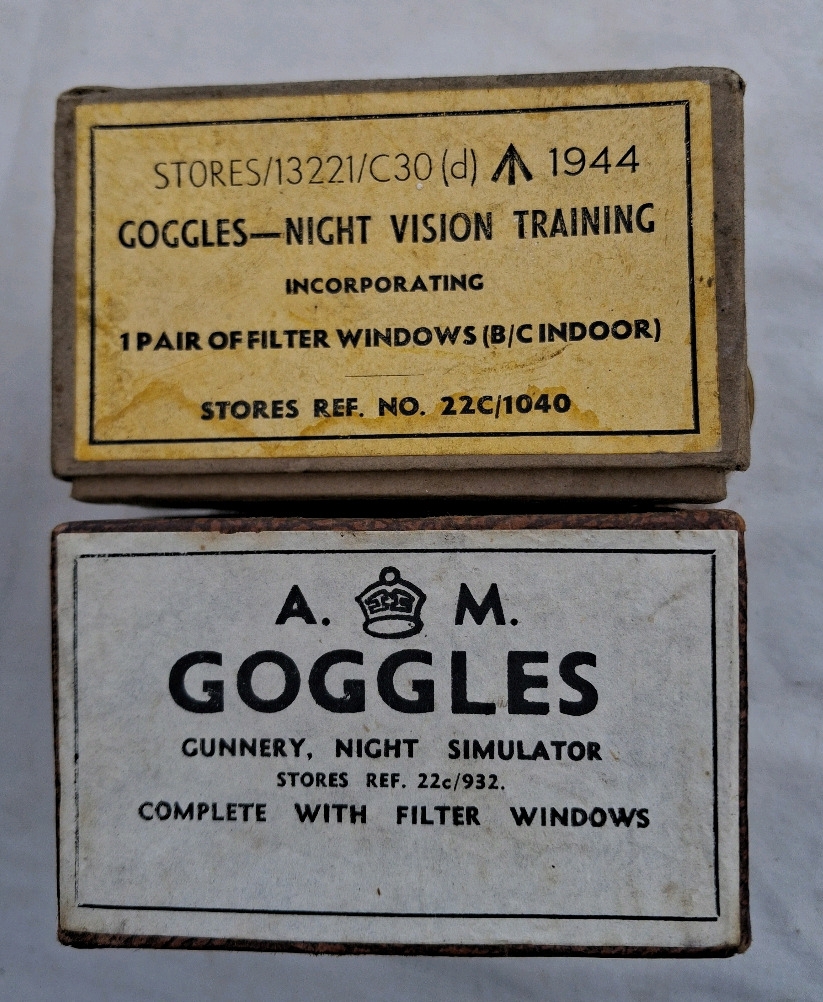 STORES/13221/C30 (d) 1944
GOGGLES—NIGHT VISION TRAINING
INCORPORATING
1 PAIR OF FILTER WINDOWS (B/C INDOOR)
STORES REF. NO. 22C/1040
A. M.
GOGGLES
GUNNERY, NIGHT SIMULATOR
STORES REF. 22c/932.
COMPLETE WITH FILTER WINDOWS